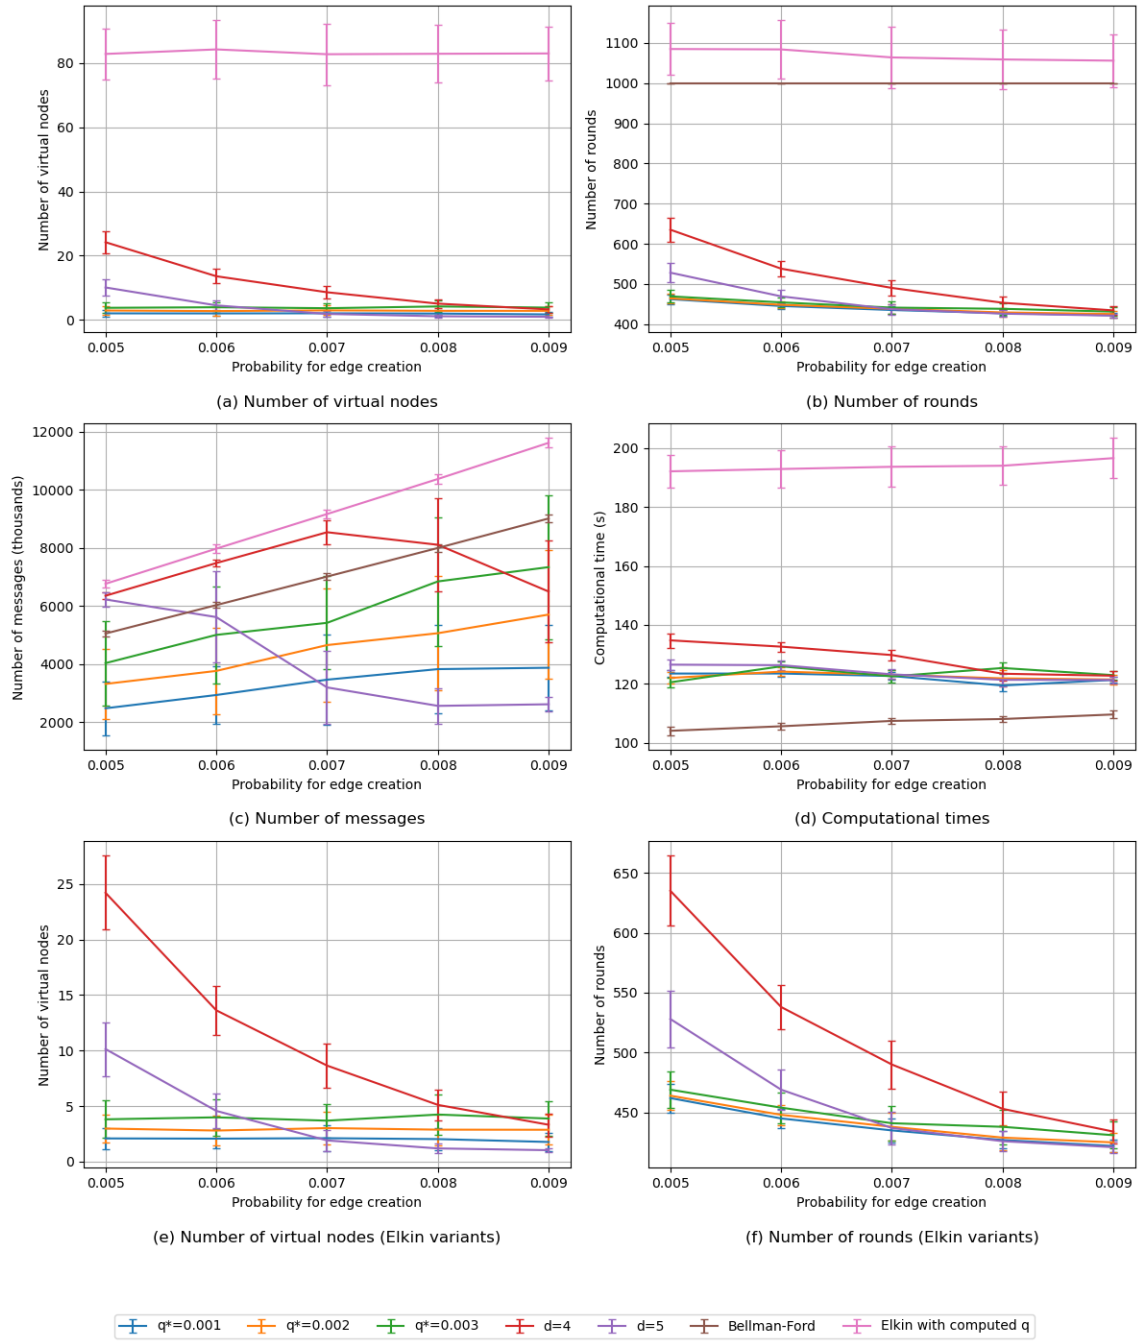 Number of virtual nodes
80
60
40
20
0
0.005 0.006 0.007 0.008 0.009
Probability for edge creation
(a) Number of virtual nodes
Number of rounds
1100
1000
900
800
700
600
500
400
0.005 0.006 0.007 0.008 0.009
Probability for edge creation
(b) Number of rounds
Number of messages (thousands)
12000
10000
8000
6000
4000
2000
0.005 0.006 0.007 0.008 0.009
Probability for edge creation
(c) Number of messages
Computational time (s)
200
180
160
140
120
100
0.005 0.006 0.007 0.008 0.009
Probability for edge creation
(d) Computational times
Number of virtual nodes
25
20
15
10
5
0
0.005 0.006 0.007 0.008 0.009
Probability for edge creation
(e) Number of virtual nodes (Elkin variants)
Number of rounds
650
600
550
500
450
0.005 0.006 0.007 0.008 0.009
Probability for edge creation
(f) Number of rounds (Elkin variants)
q*=0.001 q*=0.002 q*=0.003 d=4 d=5 Bellman-Ford Elkin with computed q